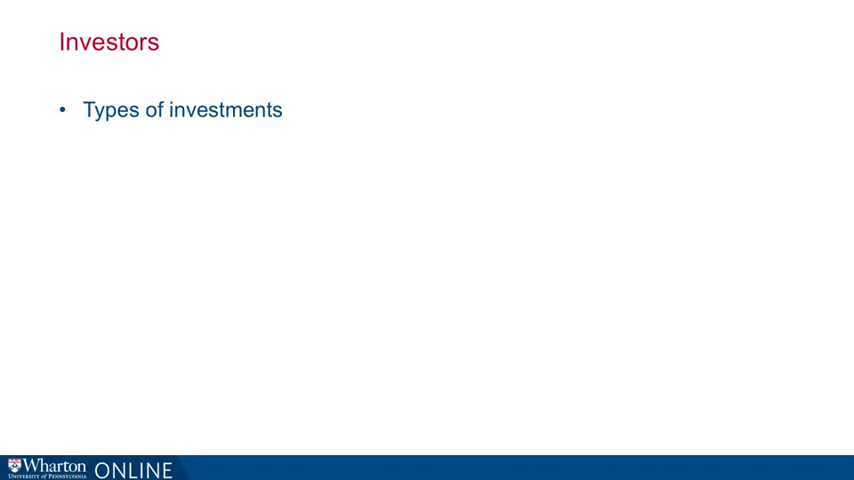 Investors
• Types of investments
Wharton
UNIVERSITY of PENNSYLVANIA
ONLINE